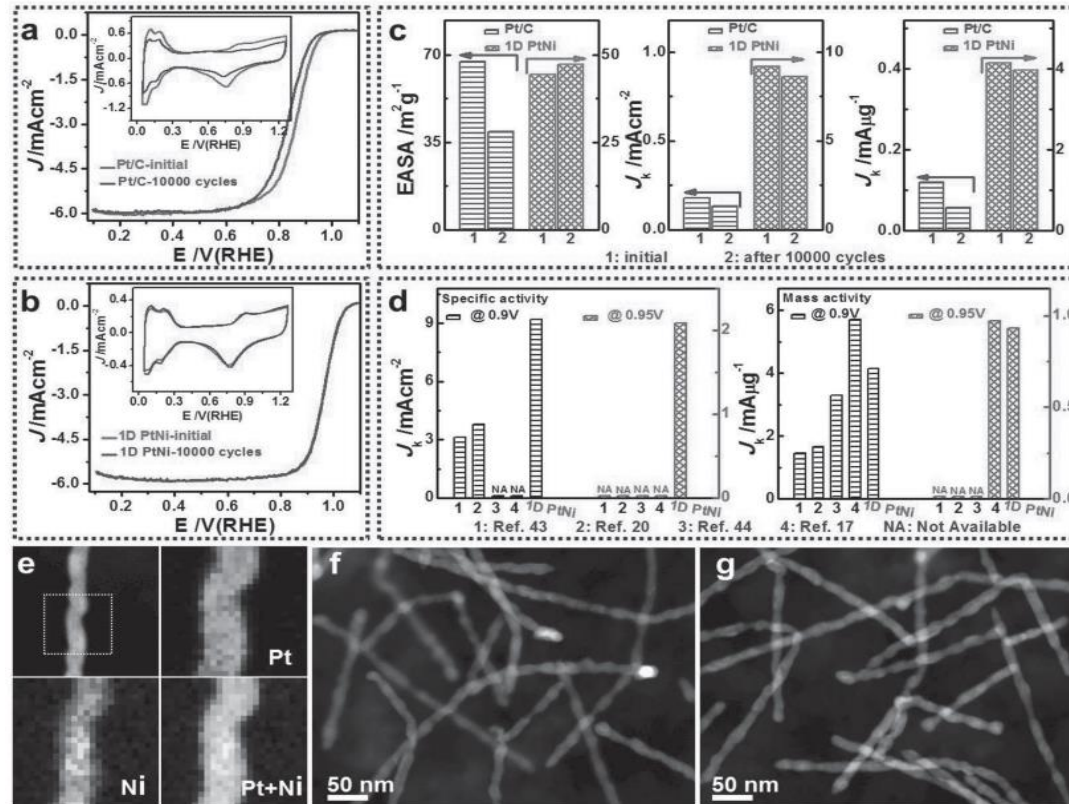 a
J/mAcm⁻²
0.0
-1.5
-3.0
-4.5
-6.0
0.2 0.4 0.6 0.8 1.0
E /V(RHE)
Pt/C-initial
Pt/C-10000 cycles
J/mAcm⁻²
0.6
0.0
-0.6
-1.2
0.0 0.3 0.6 0.9 1.2
E /V(RHE)
c
Pt/C
1D PtNi
EASA /m²g⁻¹
70
35
0
50
25
0
1 2 1 2
Pt/C
1D PtNi
Jk/mAcm⁻²
1.0
0.5
0.0
10
5
0
1 2 1 2
Pt/C
1D PtNi
Jk/mAμg⁻¹
0.4
0.2
0.0
4
2
0
1 2 1 2
1: initial 2: after 10000 cycles
b
J/mAcm⁻²
0.0
-1.5
-3.0
-4.5
-6.0
0.2 0.4 0.6 0.8 1.0
E /V(RHE)
1D PtNi-initial
1D PtNi-10000 cycles
J/mAcm⁻²
0.4
0.0
-0.4
0.0 0.3 0.6 0.9 1.2
E /V(RHE)
d
Specific activity
@ 0.9V @ 0.95V
Jk/mAcm⁻²
9
6
3
0
2
1
0
NA NA NA NA NA NA
1 2 3 4 1D PtNi 1 2 3 4 1D PtNi
Mass activity
@ 0.9V @ 0.95V
Jk/mAμg⁻¹
6
4
2
0
1.0
0.5
0.0
NA NA NA
1 2 3 4 1D PtNi 1 2 3 4 1D PtNi
1: Ref. 43 2: Ref. 20 3: Ref. 44 4: Ref. 17 NA: Not Available
e
Pt
Ni
Pt+Ni
f
50 nm
g
50 nm